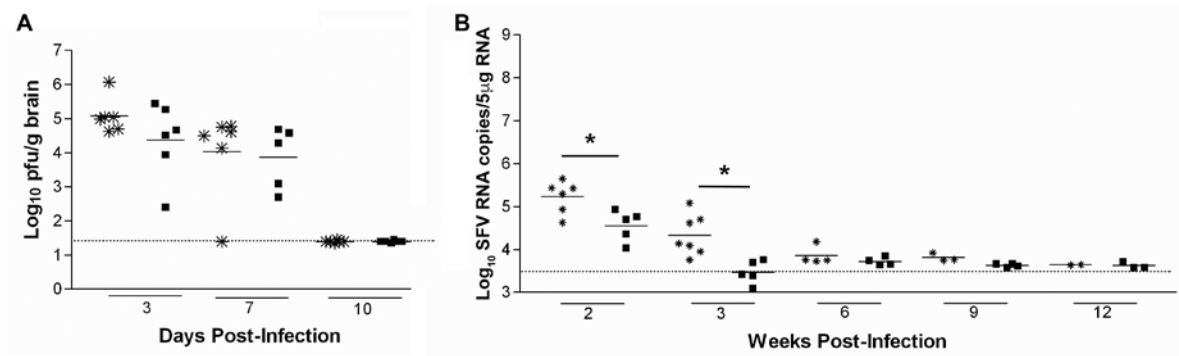 A
Log₁₀ pfu/g brain
7
6
5
4
3
2
1
0
3 7 10
Days Post-Infection
B
Log₁₀ SFV RNA copies/5µg RNA
9
8
7
6
5
4
3
*
*
2 3 6 9 12
Weeks Post-Infection